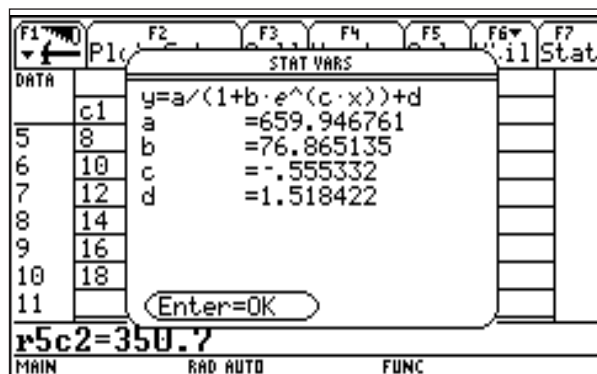 F1 F2 F3 F4 F5 F6▼ F7
Stat
STAT VARS
DATA
y=a/(1+b·e^(c·x))+d
c1
a =659.946761
5 8 b =76.865135
6 10 c =-.555332
7 12 d =1.518422
8 14
9 16
10 18
11 Enter=OK
r5c2=350.7
MAIN RAD AUTO FUNC